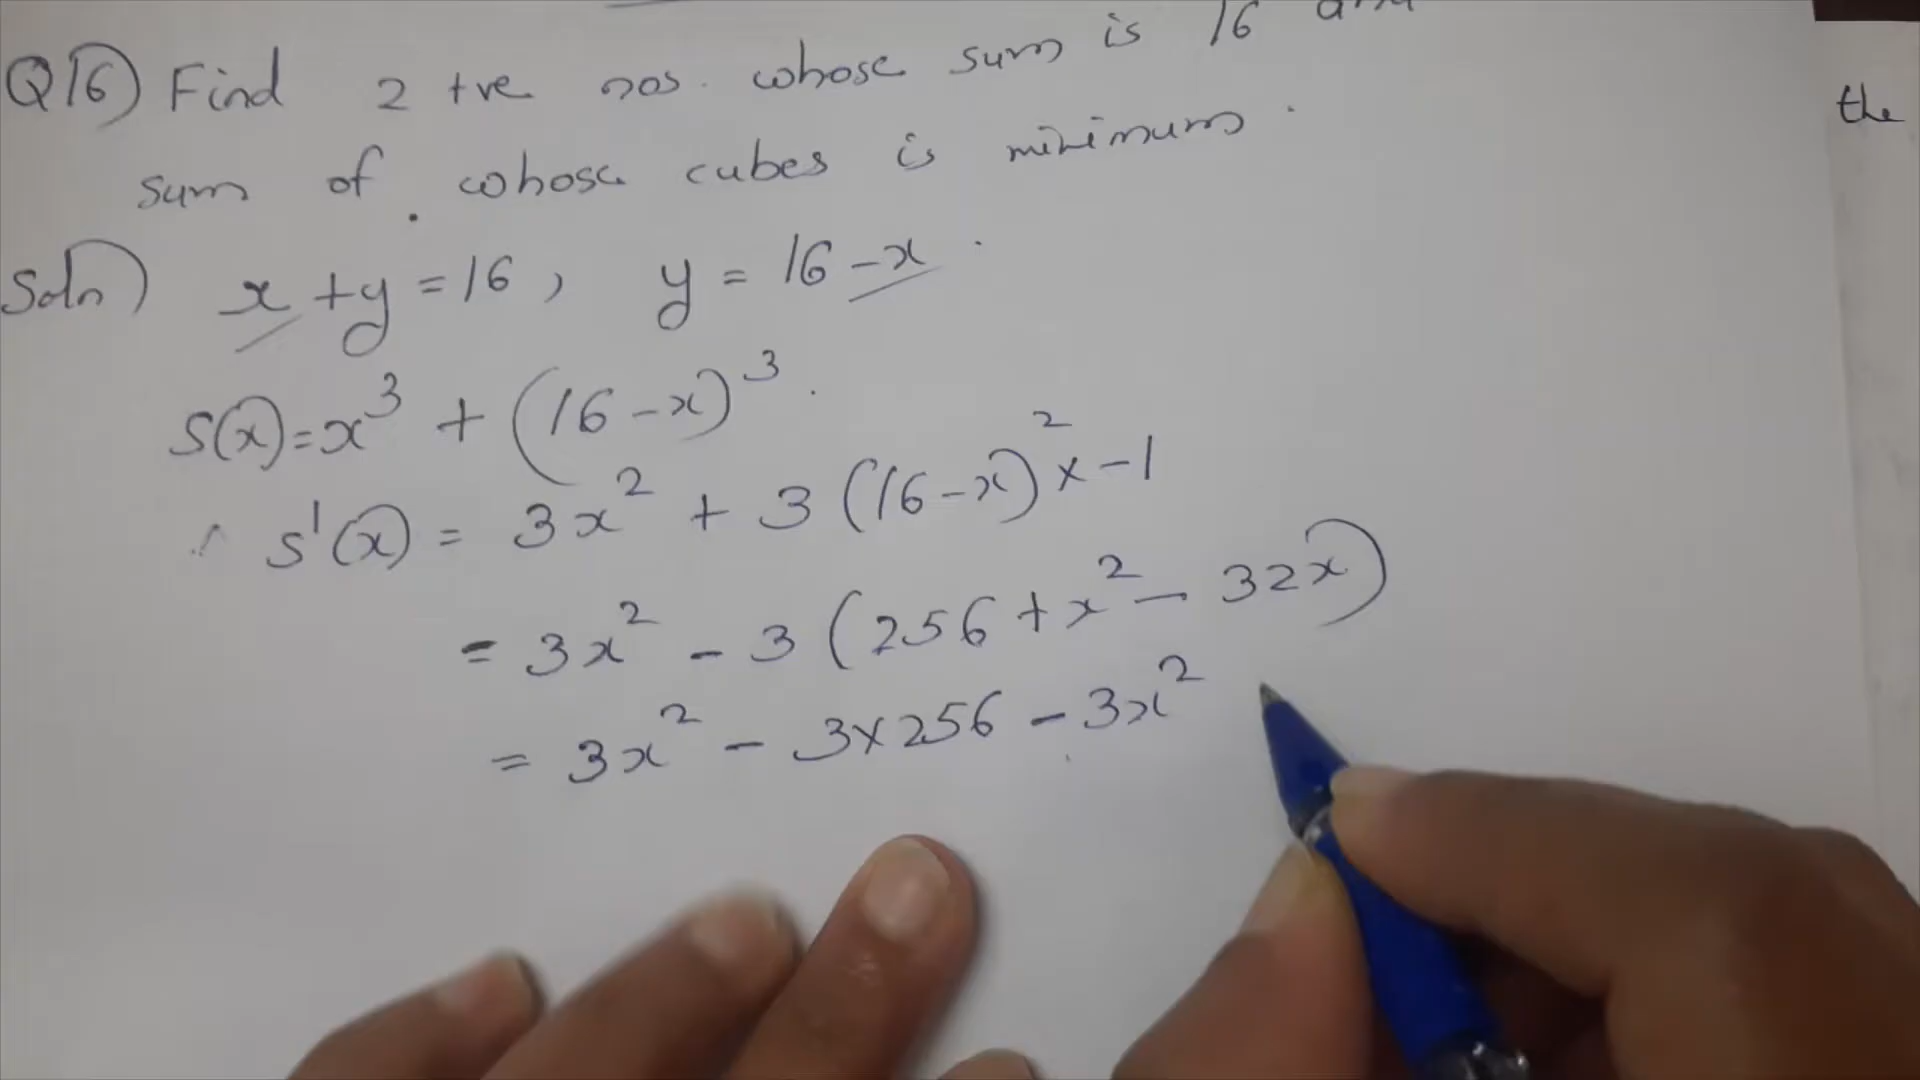 Q16) Find 2 +ve nos. whose sum is 16 and the
sum of whose cubes is minimum.
Soln) x + y = 16, y = 16 - x.
S(x) = x³ + (16 - x)³.
∴ S'(x) = 3x² + 3 (16 - x)² x - 1
= 3x² - 3 (256 + x² - 32x)
= 3x² - 3 x 256 - 3x²